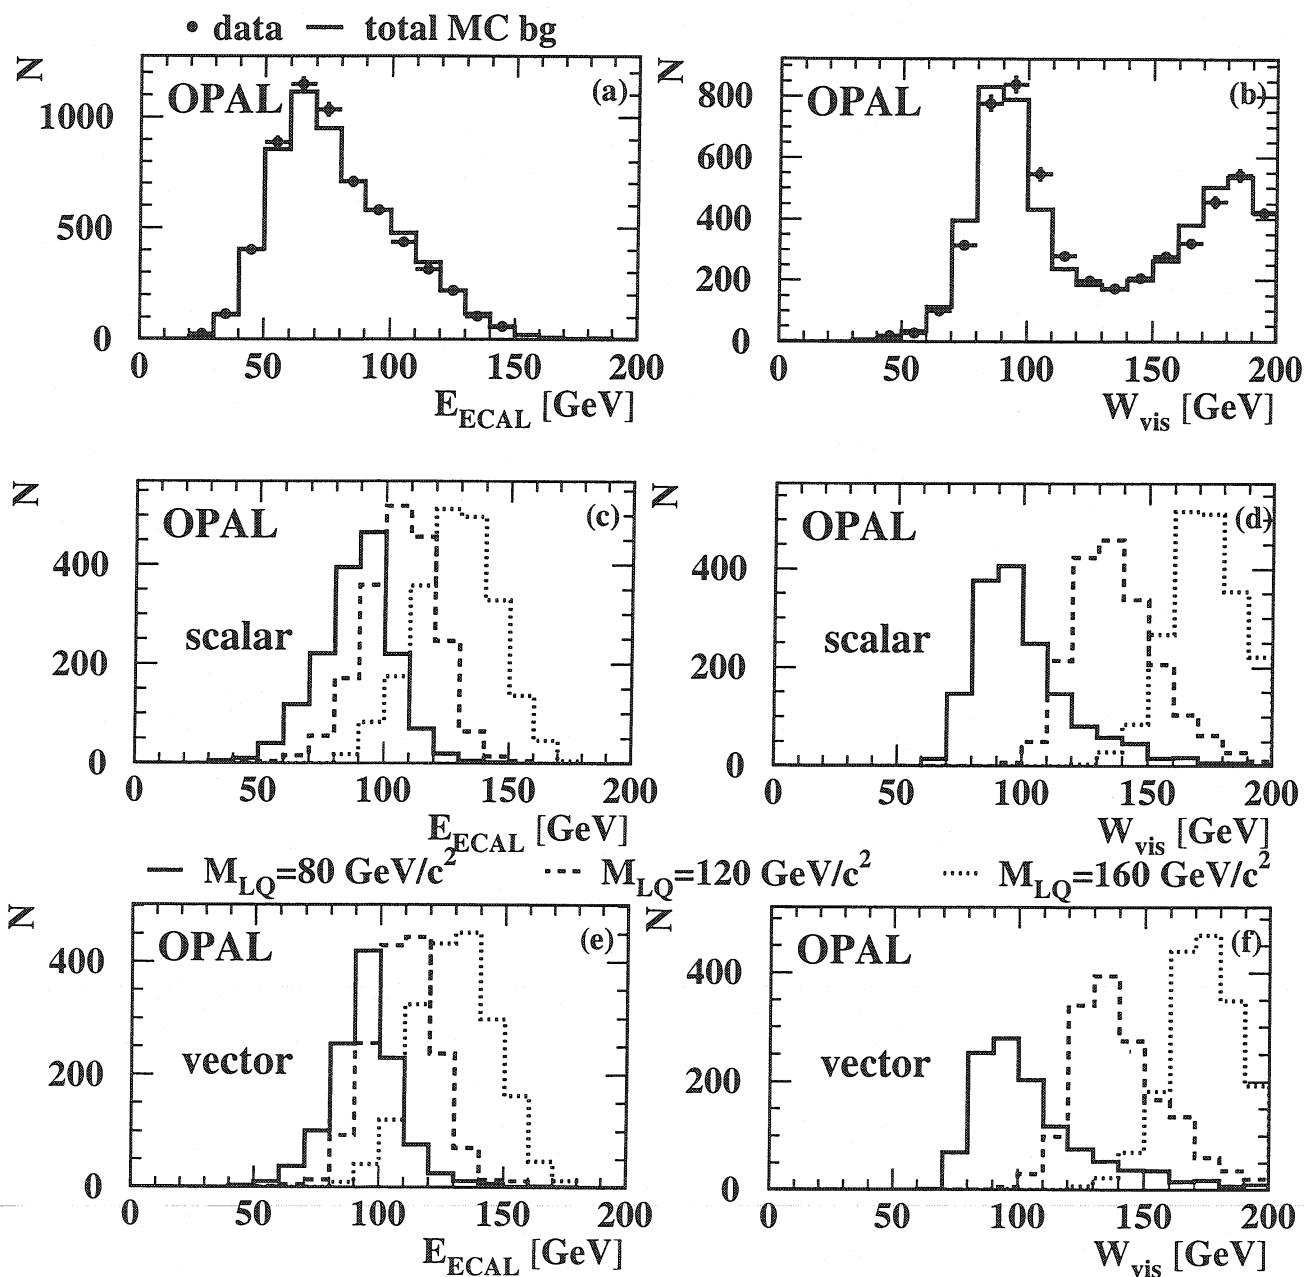 data total MC bg
N
OPAL (a)
1000
500
0
0 50 100 150 200
E_ECAL [GeV]
N
OPAL (b)
800
600
400
200
0
0 50 100 150 200
W_vis [GeV]
N
OPAL (c)
400
scalar
200
0
0 50 100 150 200
E_ECAL [GeV]
N
OPAL (d)
400
scalar
200
0
0 50 100 150 200
W_vis [GeV]
M_LQ=80 GeV/c² M_LQ=120 GeV/c² M_LQ=160 GeV/c²
N
OPAL (e)
400
vector
200
0
0 50 100 150 200
E_ECAL [GeV]
N
OPAL (f)
400
vector
200
0
0 50 100 150 200
W_vis [GeV]